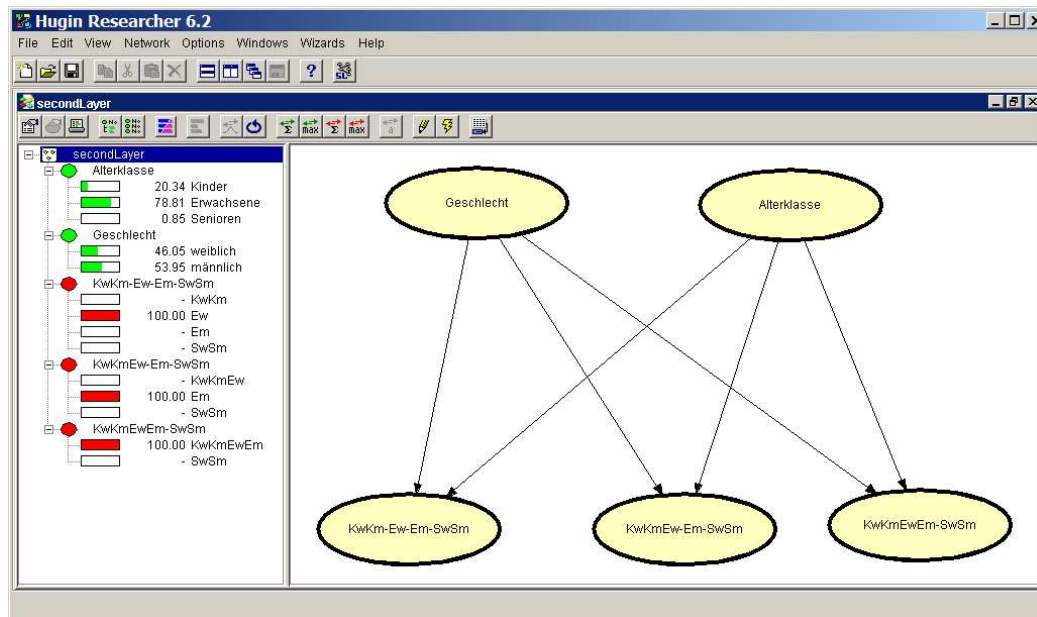 Hugin Researcher 6.2
File Edit View Network Options Windows Wizards Help
secondLayer
Σ max Σ max a
secondLayer
Alterklasse
20.34 Kinder
78.81 Erwachsene
0.85 Senioren
Geschlecht
46.05 weiblich
53.95 männlich
KwKm-Ew-Em-SwSm
- KwKm
100.00 Ew
- Em
- SwSm
KwKmEw-Em-SwSm
- KwKmEw
100.00 Em
- SwSm
KwKmEwEm-SwSm
100.00 KwKmEwEm
- SwSm
Geschlecht
Alterklasse
KwKm-Ew-Em-SwSm
KwKmEw-Em-SwSm
KwKmEwEm-SwSm